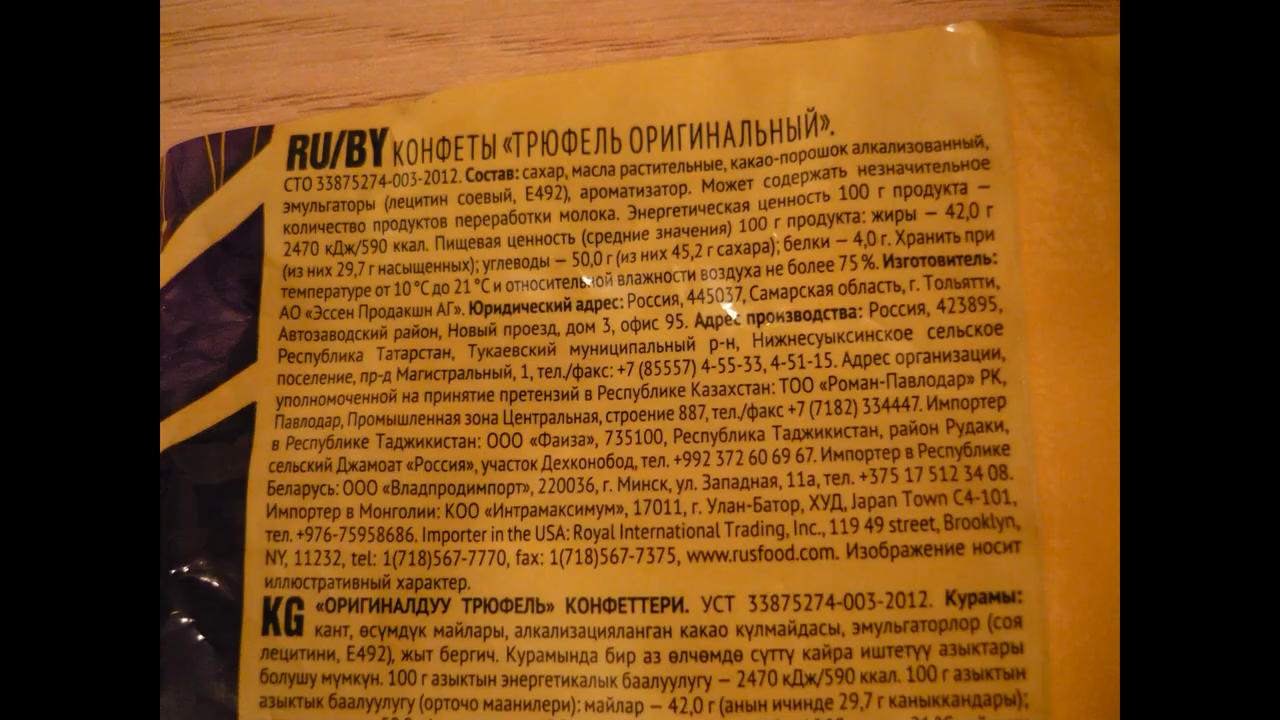 RU/BY КОНФЕТЫ «ТРЮФЕЛЬ ОРИГИНАЛЬНЫЙ».
СТО 33875274-003-2012. Состав: сахар, масла растительные, какао-порошок алкализованный,
эмульгаторы (лецитин соевый, Е492), ароматизатор. Может содержать незначительное
количество продуктов переработки молока. Энергетическая ценность 100 г продукта —
2470 кДж/590 ккал. Пищевая ценность (средние значения) 100 г продукта: жиры — 42,0 г
(из них 29,7 г насыщенных); углеводы — 50,0 г (из них 45,2 г сахара); белки — 4,0 г. Хранить при
температуре от 10 °С до 21 °С и относительной влажности воздуха не более 75 %. Изготовитель:
АО «Эссен Продакшн АГ». Юридический адрес: Россия, 445037, Самарская область, г. Тольятти,
Автозаводский район, Новый проезд, дом 3, офис 95. Адрес производства: Россия, 423895,
Республика Татарстан, Тукаевский муниципальный р-н, Нижнесуыксинское сельское
поселение, пр-д Магистральный, 1, тел./факс: +7 (85557) 4-55-33, 4-51-15. Адрес организации,
уполномоченной на принятие претензий в Республике Казахстан: ТОО «Роман-Павлодар» РК,
Павлодар, Промышленная зона Центральная, строение 887, тел./факс +7 (7182) 334447. Импортер
в Республике Таджикистан: ООО «Фаиза», 735100, Республика Таджикистан, район Рудаки,
сельский Джамоат «Россия», участок Дехконобод, тел. +992 372 60 69 67. Импортер в Республике
Беларусь: ООО «Владпродимпорт», 220036, г. Минск, ул. Западная, 11а, тел. +375 17 512 34 08.
Импортер в Монголии: КОО «Интрамаксимум», 17011, г. Улан-Батор, ХУД, Japan Town C4-101,
тел. +976-75958686. Importer in the USA: Royal International Trading, Inc., 119 49 street, Brooklyn,
NY, 11232, tel: 1(718)567-7770, fax: 1(718)567-7375, www.rusfood.com. Изображение носит
иллюстративный характер.
KG «ОРИГИНАЛДУУ ТРЮФЕЛЬ» КОНФЕТТЕРИ. УСТ 33875274-003-2012. Курамы:
кант, өсүмдүк майлары, алкализацияланган какао күлмайдасы, эмульгаторлор (соя
лецитини, Е492), жыт бергич. Курамында бир аз өлчөмдө сүттү кайра иштетүү азыктары
болушу мүмкүн. 100 г азыктын энергетикалык баалуулугу — 2470 кДж/590 ккал. 100 г азыктын
азыктык баалуулугу (орточо маанилери): майлар — 42,0 г (анын ичинде 29,7 г каныккандары);